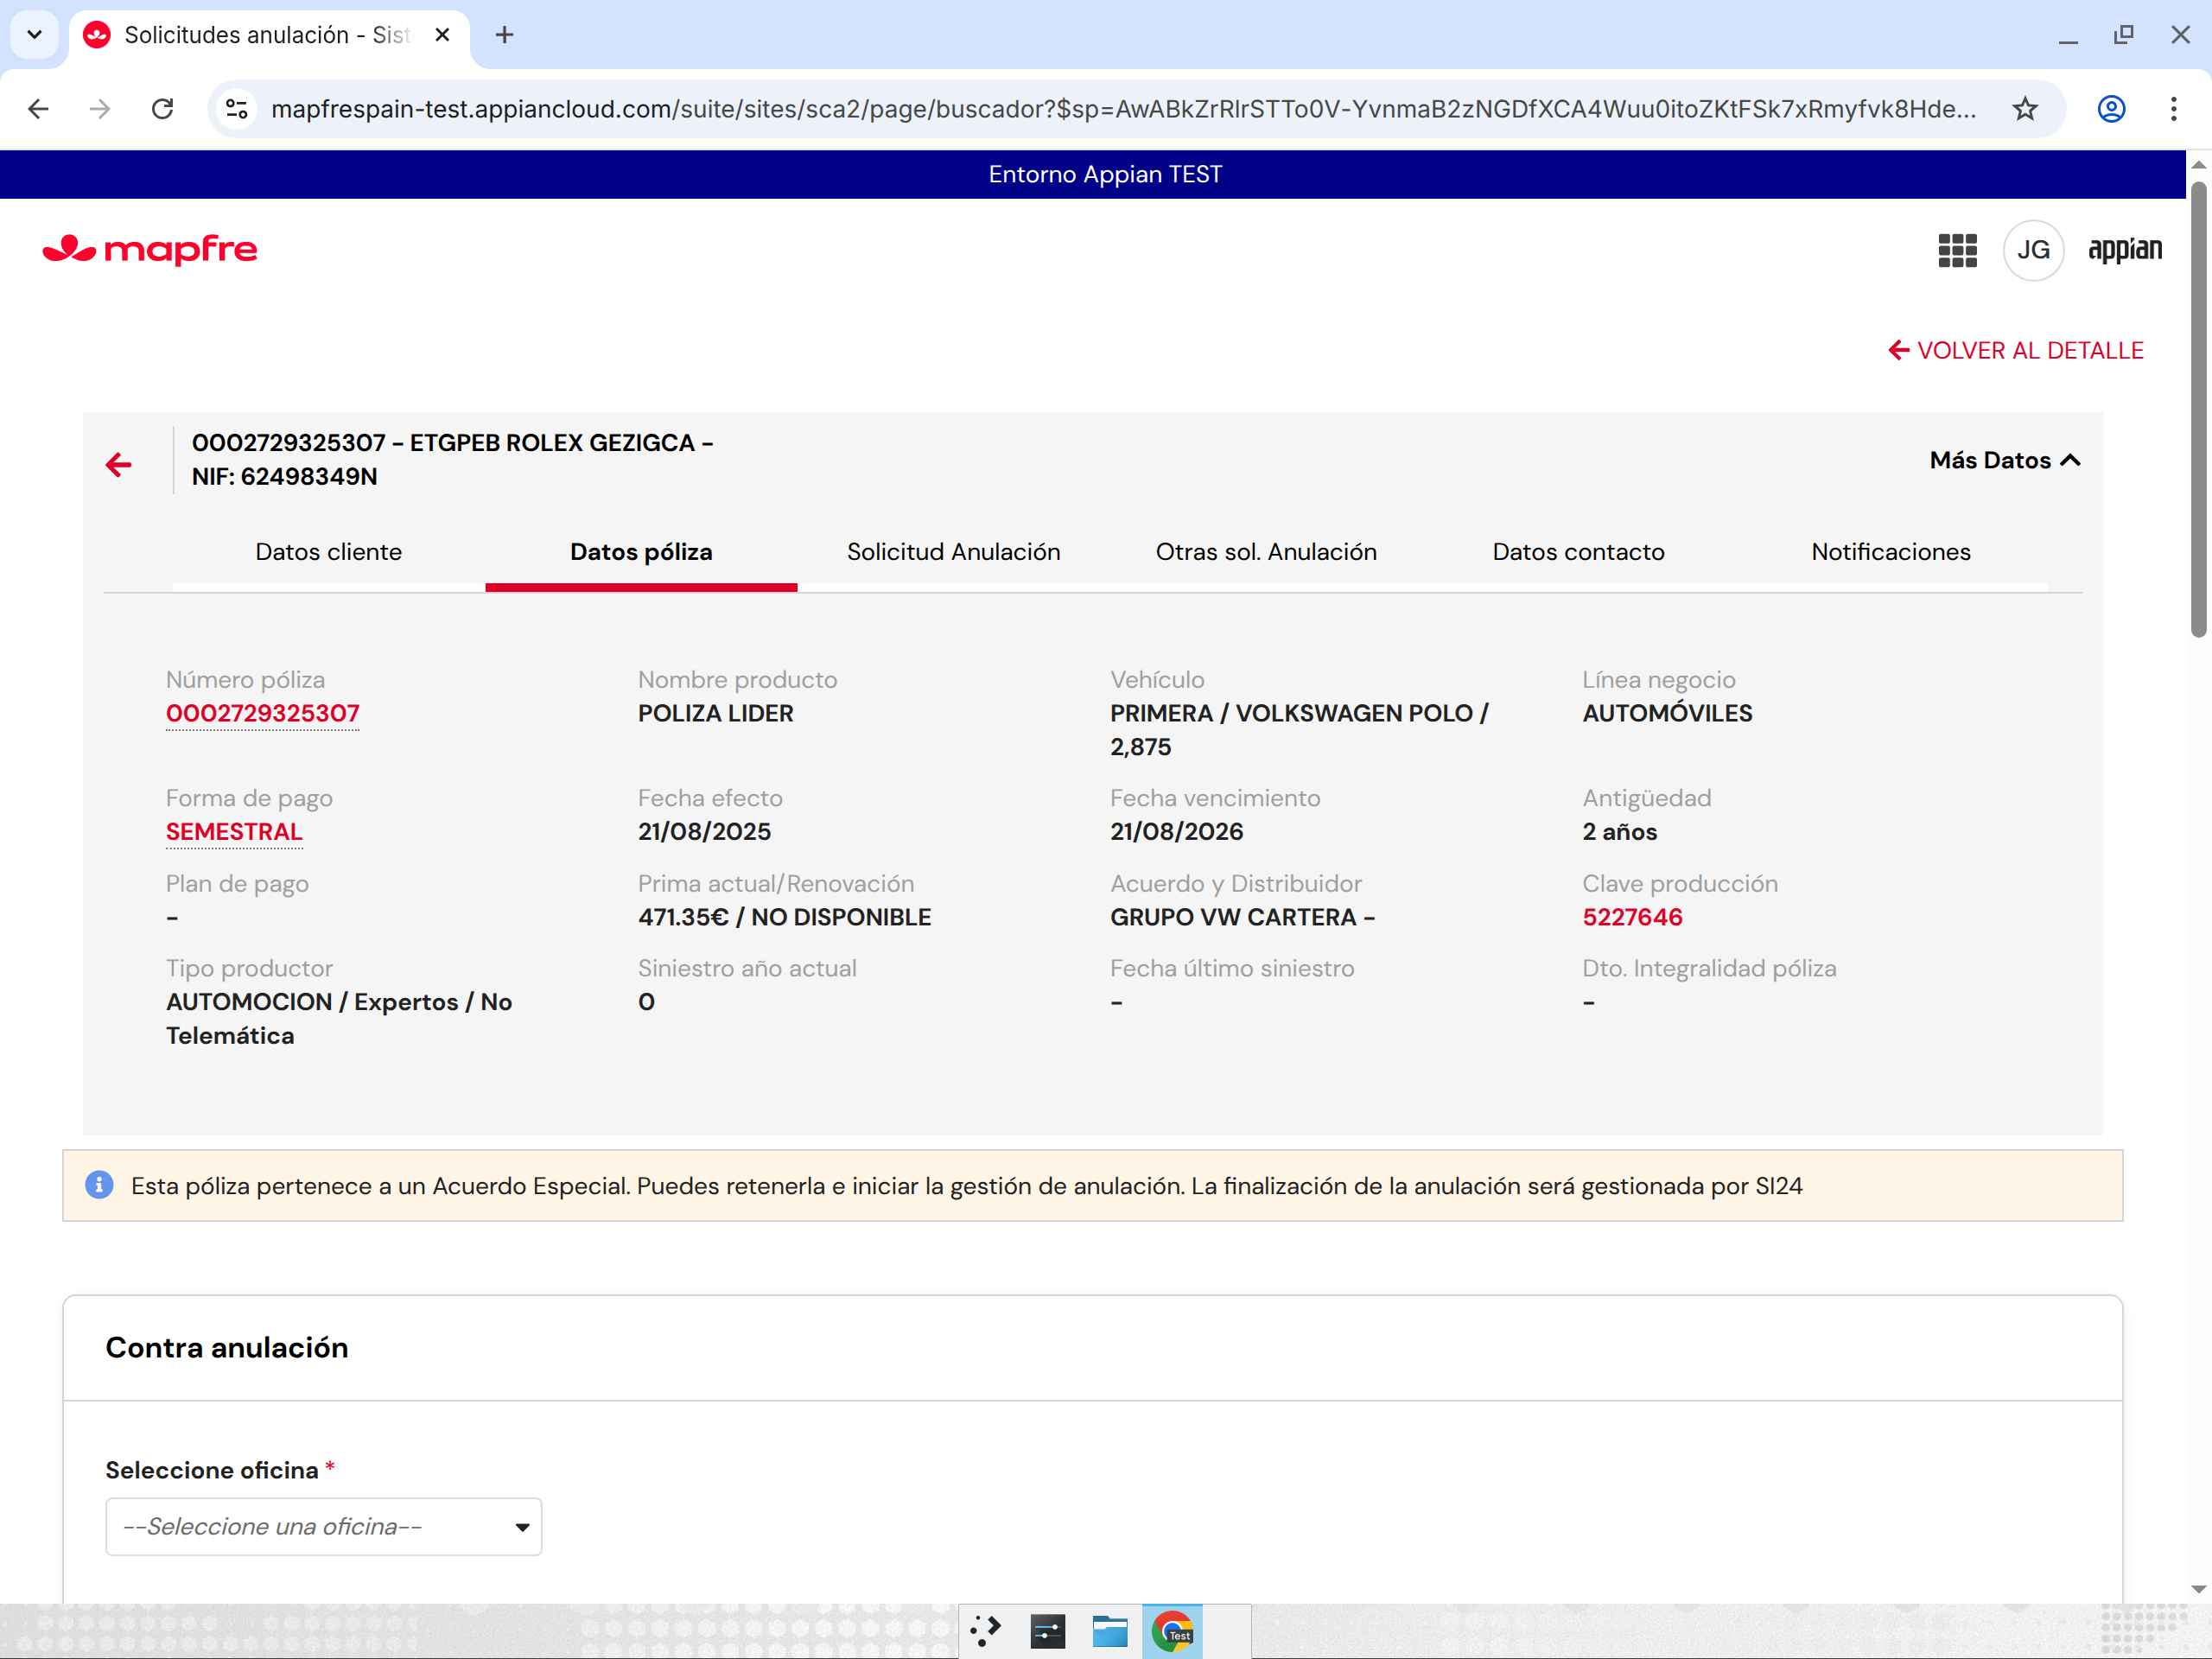 Solicitudes anulación - Sist
mapfrespain-test.appiancloud.com/suite/sites/sca2/page/buscador?$sp=AwABkZrRlrSTTo0V-YvnmaB2zNGDfXCA4Wuu0itoZKtFSk7xRmyfvk8Hde...
Entorno Appian TEST
mapfre
JG
appian
VOLVER AL DETALLE
0002729325307 - ETGPEB ROLEX GEZIGCA -
NIF: 62498349N
Más Datos
Datos cliente
Datos póliza
Solicitud Anulación
Otras sol. Anulación
Datos contacto
Notificaciones
Número póliza
0002729325307
Nombre producto
POLIZA LIDER
Vehículo
PRIMERA / VOLKSWAGEN POLO /
2,875
Línea negocio
AUTOMÓVILES
Forma de pago
SEMESTRAL
Fecha efecto
21/08/2025
Fecha vencimiento
21/08/2026
Antigüedad
2 años
Plan de pago
-
Prima actual/Renovación
471.35€ / NO DISPONIBLE
Acuerdo y Distribuidor
GRUPO VW CARTERA -
Clave producción
5227646
Tipo productor
AUTOMOCION / Expertos / No
Telemática
Siniestro año actual
0
Fecha último siniestro
-
Dto. Integralidad póliza
-
Esta póliza pertenece a un Acuerdo Especial. Puedes retenerla e iniciar la gestión de anulación. La finalización de la anulación será gestionada por SI24
Contra anulación
Seleccione oficina *
--Seleccione una oficina--
Test